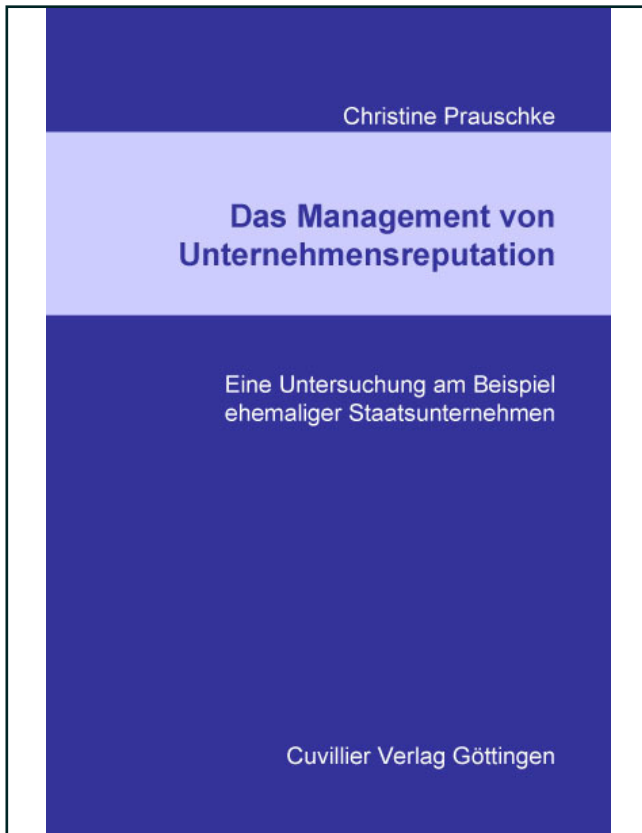 Christine Prauschke
Das Management von
Unternehmensreputation
Eine Untersuchung am Beispiel
ehemaliger Staatsunternehmen
Cuvillier Verlag Göttingen